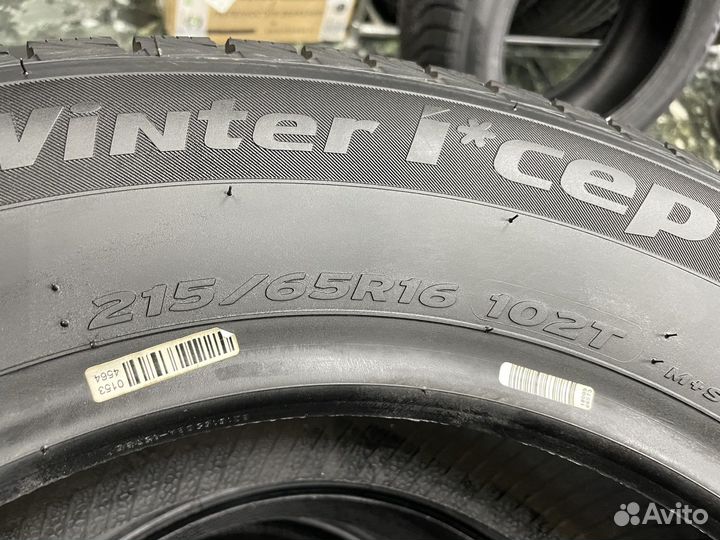 Winter i*cep
215/65R16 102T M+S
0153
4564
Avito